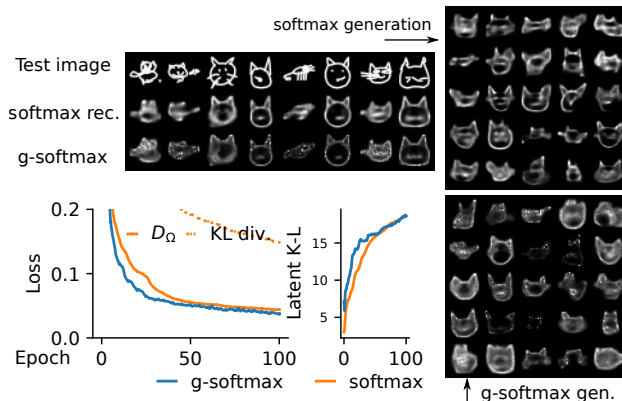 softmax generation
Test image
softmax rec.
g-softmax
0.2
0.1
0.0
Loss
D_Ω KL div.
Epoch
0 50 100
Latent K-L
15
10
5
0 100
g-softmax softmax
g-softmax gen.